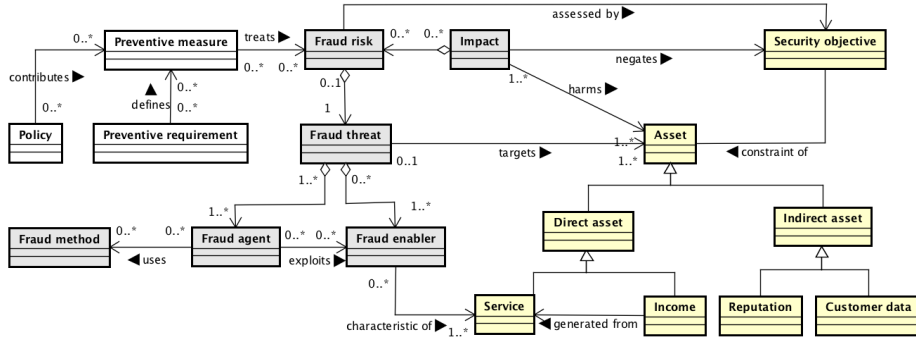 assessed by ▶
0..*
Preventive measure
treats ▶
Fraud risk
0..*
0..*
Impact
Security objective
contributes ▶
0..*
0..*
0..*
0..1
1..*
negates ▶
▲
defines
0..*
harms ▶
0..*
1
Policy
Preventive requirement
Fraud threat
Asset
0..1
targets ▶
1..*
1..*
◀ constraint of
1..*
0..*
1..*
1..*
Direct asset
Indirect asset
Fraud method
0..*
0..*
Fraud agent
0..*
0..*
Fraud enabler
◀ uses
exploits ▶
0..*
Service
Income
Reputation
Customer data
characteristic of ▶
1..*
◀ generated from